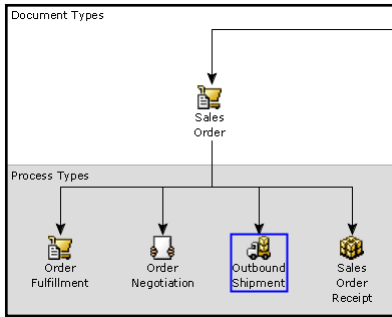 Document Types
Sales
Order
Process Types
Order
Fulfillment
Order
Negotiation
Outbound
Shipment
Sales
Order
Receipt